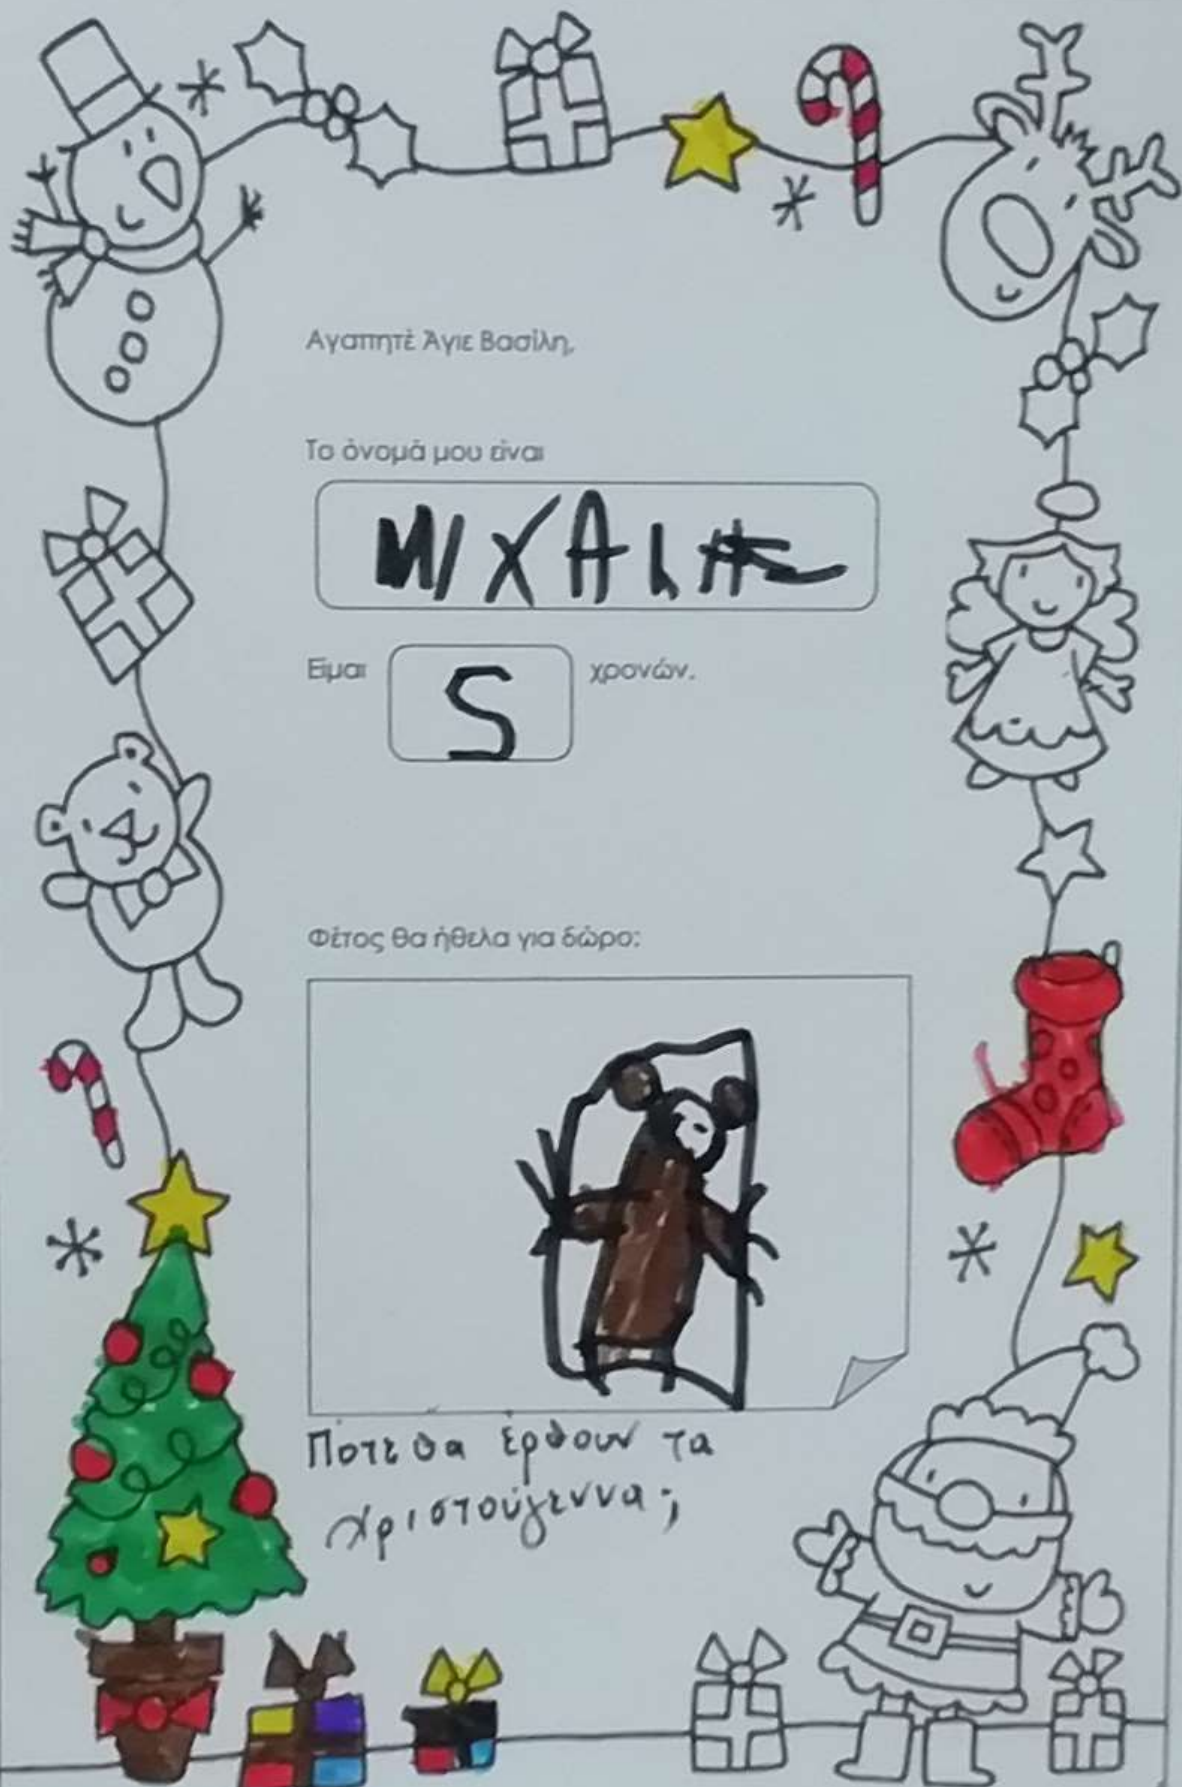 Αγαπητέ Άγιε Βασίλη,
Το όνομά μου είναι
ΜΙΧΑΛΗΣ
Είμαι 5 χρονών.
Φέτος θα ήθελα για δώρο:
Ποτε θα έρθουν τα
χριστούγεννα;